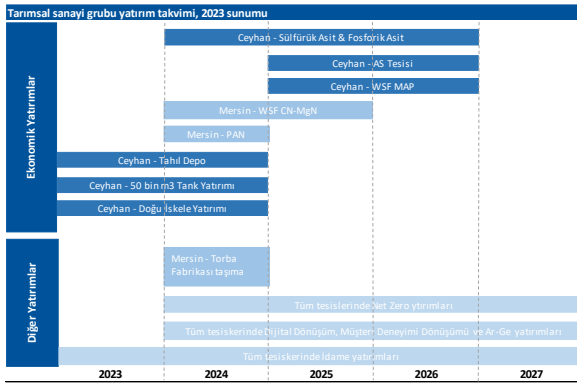 Tarımsal sanayi grubu yatırım takvimi, 2023 sunumu
Ekonomik Yatırımlar
Ceyhan - Sülfürük Asit & Fosforik Asit
Ceyhan - AS Tesisi
Ceyhan - WSF MAP
Mersin - WSF CN-MgN
Mersin - PAN
Ceyhan - Tahıl Depo
Ceyhan - 50 bin m3 Tank Yatırımı
Ceyhan - Doğu İskele Yatırımı
Diğer Yatırımlar
Mersin - Torba
Fabrikası taşıma
Tüm tesislerinde Net Zero ytırımları
Tüm tesiskerinde Dijital Dönüşüm, Müşteri Deneyimi Dönüşümü ve Ar-Ge yatırımları
Tüm tesiskerinde İdame yatırımları
2023 2024 2025 2026 2027